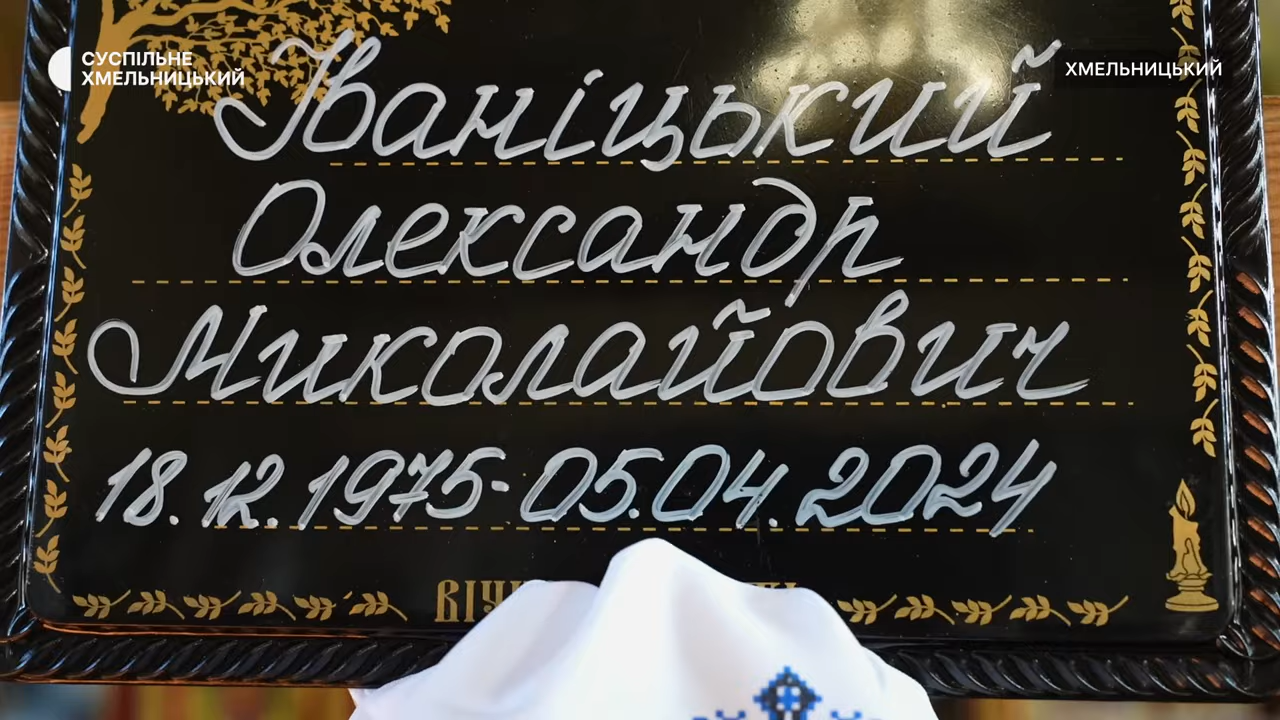 СУСПІЛЬНЕ
ХМЕЛЬНИЦЬКИЙ
ХМЕЛЬНИЦЬКИЙ
Іваніцький
Олександр
Миколайович
18.12.1975-05.04.2024